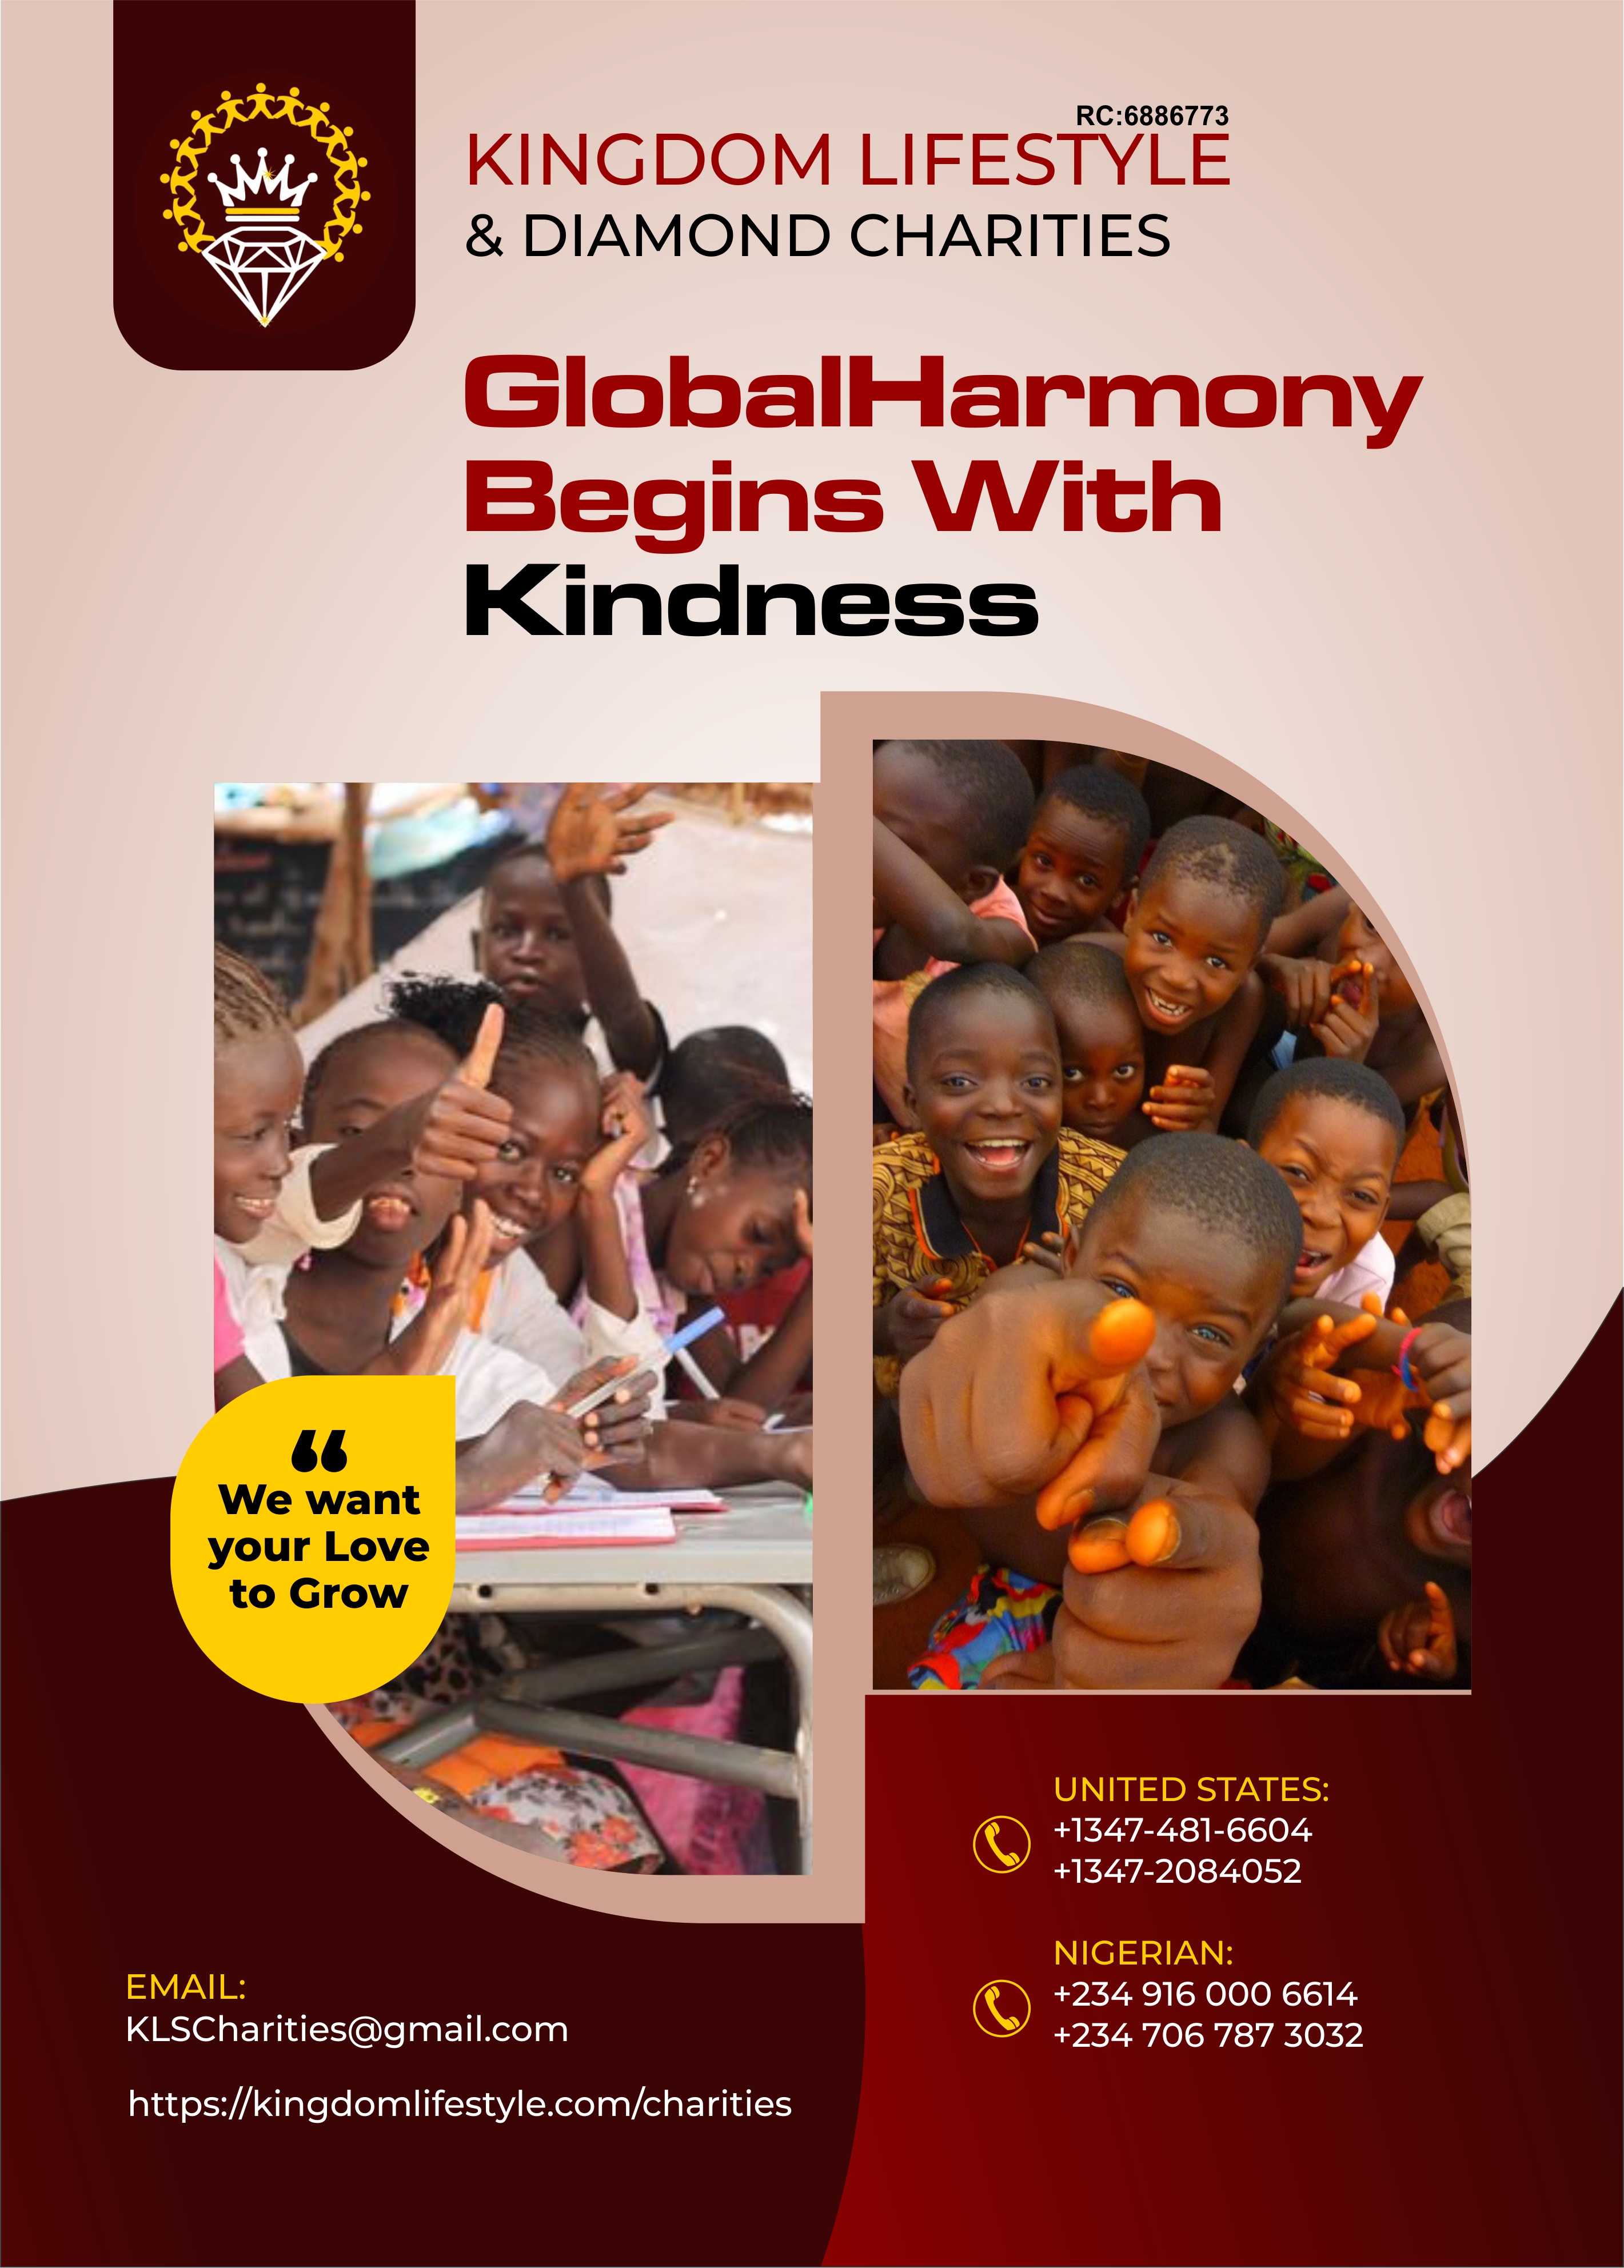 RC:6886773
KINGDOM LIFESTYLE
& DIAMOND CHARITIES
GlobalHarmony
Begins With
Kindness
“
We want
your Love
to Grow
UNITED STATES:
+1347-481-6604
+1347-2084052
NIGERIAN:
+234 916 000 6614
+234 706 787 3032
EMAIL:
KLSCharities@gmail.com
https://kingdomlifestyle.com/charities